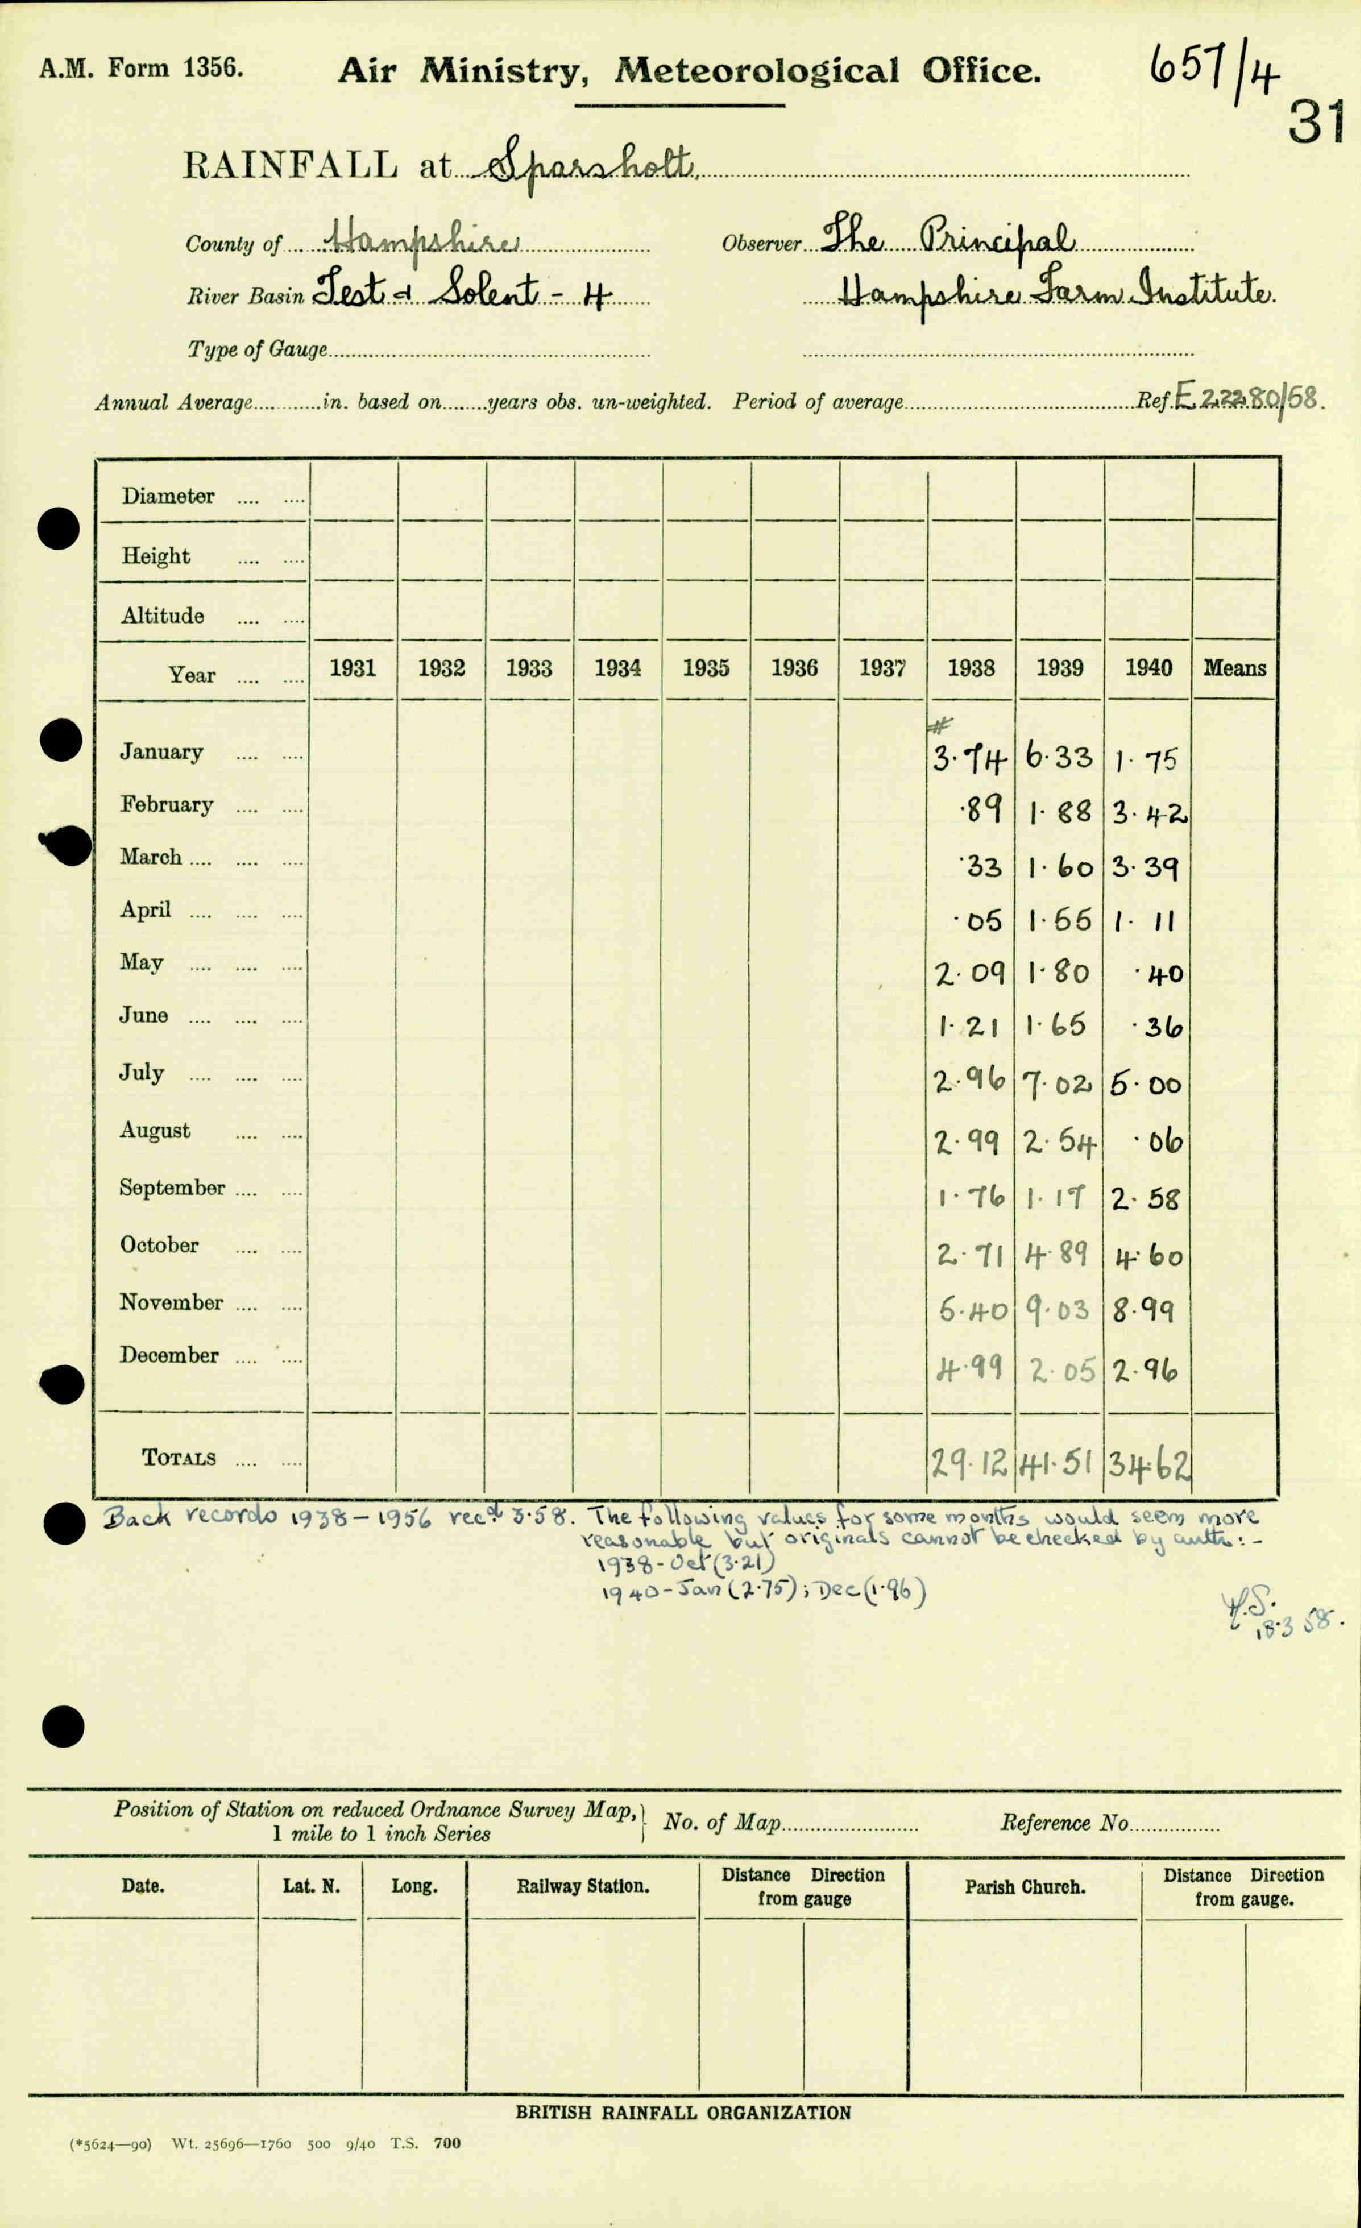 A.M. Form 1356. Air Ministry, Meteorological Office. 657/4
31
RAINFALL at Sparsholt.
County of Hampshire Observer The Principal
River Basin Test & Solent - 4 Hampshire Farm Institute.
Type of Gauge
Annual Average in. based on years obs. un-weighted. Period of average Ref. E 22280/58.
Diameter
Height
Altitude
Year 1931 1932 1933 1934 1935 1936 1937 1938 1939 1940 Means
#
January 3.74 6.33 1.75
February .89 1.88 3.42
March .33 1.60 3.39
April .05 1.55 1.11
May 2.09 1.80 .40
June 1.21 1.65 .36
July 2.96 7.02 5.00
August 2.99 2.54 .06
September 1.76 1.17 2.58
October 2.71 4.89 4.60
November 5.40 9.03 8.99
December 4.99 2.05 2.96
TOTALS 29.12 41.51 34.62
Back records 1938-1956 recd 3.58. The following values for some months would seem more
reasonable but originals cannot be checked by auth:-
1938-Oct (3.21)
1940-Jan (2.75); Dec (1.96)
H.S.
18.3.58.
Position of Station on reduced Ordnance Survey Map, No. of Map Reference No.
1 mile to 1 inch Series
Date. Lat. N. Long. Railway Station. Distance Direction from gauge Parish Church. Distance Direction from gauge.
BRITISH RAINFALL ORGANIZATION
(*5624—90) Wt. 25696—1760 500 9/40 T.S. 700